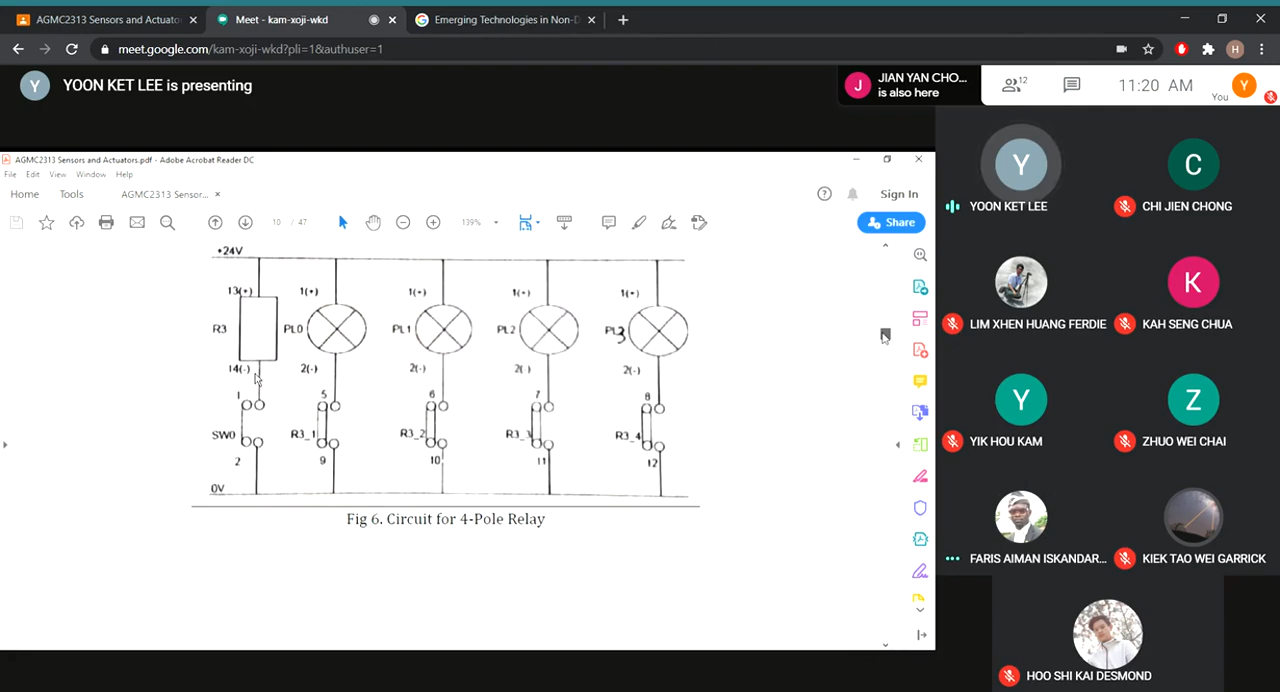 AGMC2313 Sensors and Actuato
Meet - kam-xoji-wkd
Emerging Technologies in Non-D
meet.google.com/kam-xoji-wkd?pli=1&authuser=1
H
Y
YOON KET LEE is presenting
J
JIAN YAN CHO...
is also here
12
11:20 AM
You
Y
AGMC2313 Sensors and Actuators.pdf - Adobe Acrobat Reader DC
File Edit View Window Help
Home Tools AGMC2313 Sensor... ×
Sign In
10 / 47
139%
Share
+24V
13(+) 1(+) 1(+) 1(+) 1(+)
R3 PL0 PL1 PL2 PL3
14(-) 2(-) 2(-) 2(-) 2(-)
1 5 6 7 8
SW0 R3_1 R3_2 R3_3 R3_4
2 9 10 11 12
0V
Fig 6. Circuit for 4-Pole Relay
Y
YOON KET LEE
C
CHI JIEN CHONG
LIM XHEN HUANG FERDIE
K
KAH SENG CHUA
Y
YIK HOU KAM
Z
ZHUO WEI CHAI
FARIS AIMAN ISKANDAR...
KIEK TAO WEI GARRICK
HOO SHI KAI DESMOND